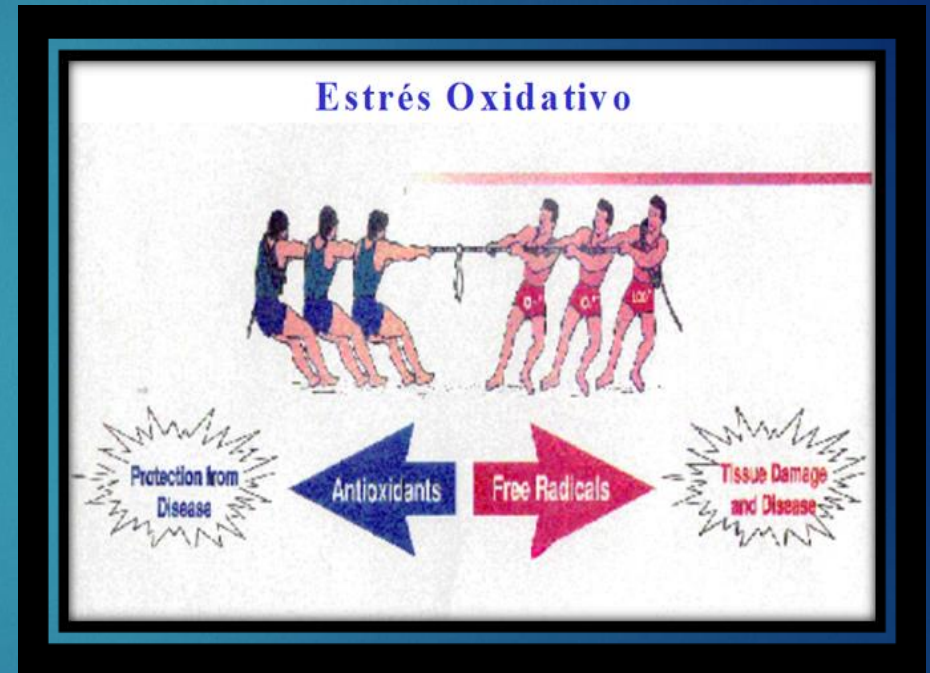 Estrés Oxidativo
Protection from
Disease
Antioxidants
Free Radicals
Tissue Damage
and Disease